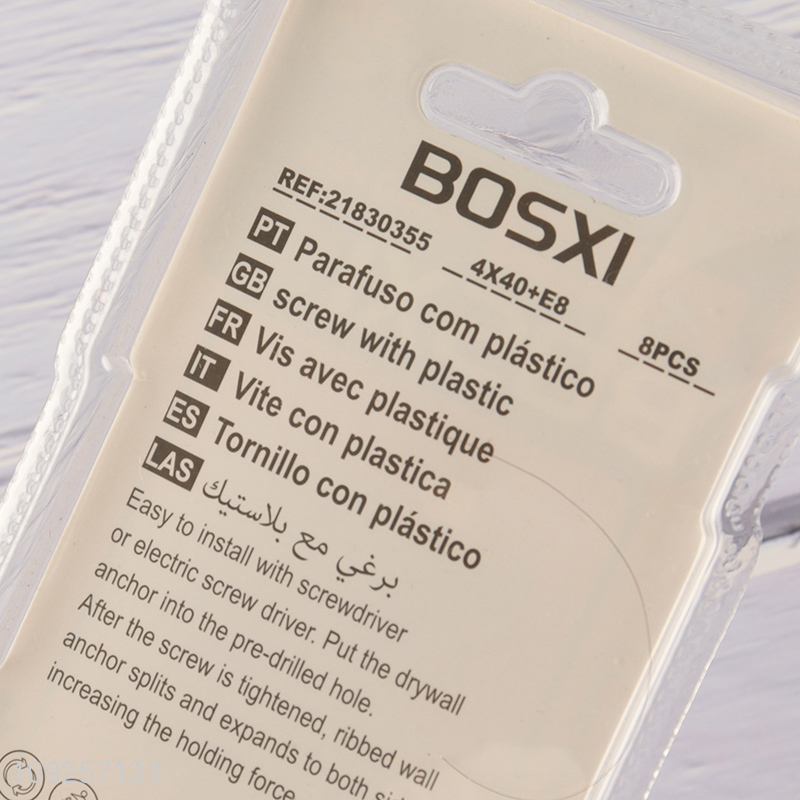 BOSXI
REF:21830355 4X40+E8 8PCS
PT Parafuso com plástico
GB screw with plastic
FR Vis avec plastique
IT Vite con plastica
ES Tornillo con plástico
LAS برغي مع بلاستيك
Easy to install with screwdriver
or electric screw driver. Put the drywall
anchor into the pre-drilled hole.
After the screw is tightened, ribbed wall
anchor splits and expands to both
increasing the holding force